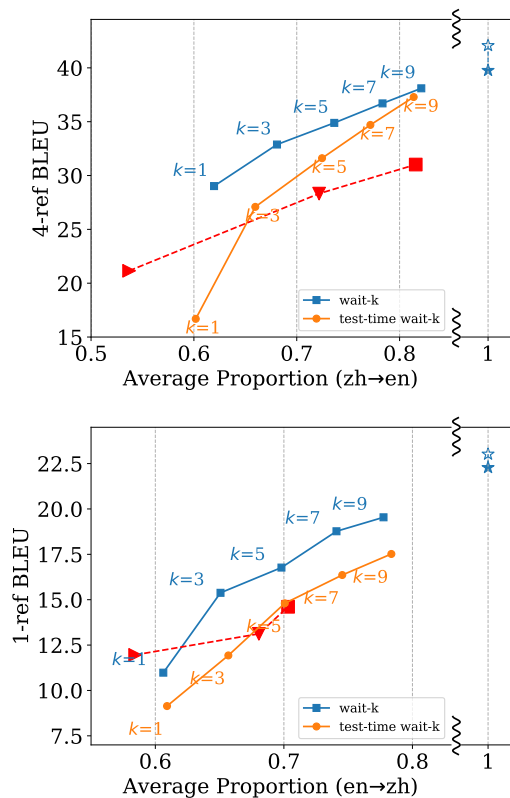 40
35
30
25
20
15
4-ref BLEU
k=1
k=3
k=5
k=7
k=9
k=1
k=3
k=5
k=7
k=9
wait-k
test-time wait-k
0.5 0.6 0.7 0.8 1
Average Proportion (zh→en)
22.5
20.0
17.5
15.0
12.5
10.0
7.5
1-ref BLEU
k=1
k=3
k=5
k=7
k=9
k=1
k=3
k=5
k=7
k=9
wait-k
test-time wait-k
0.6 0.7 0.8 1
Average Proportion (en→zh)